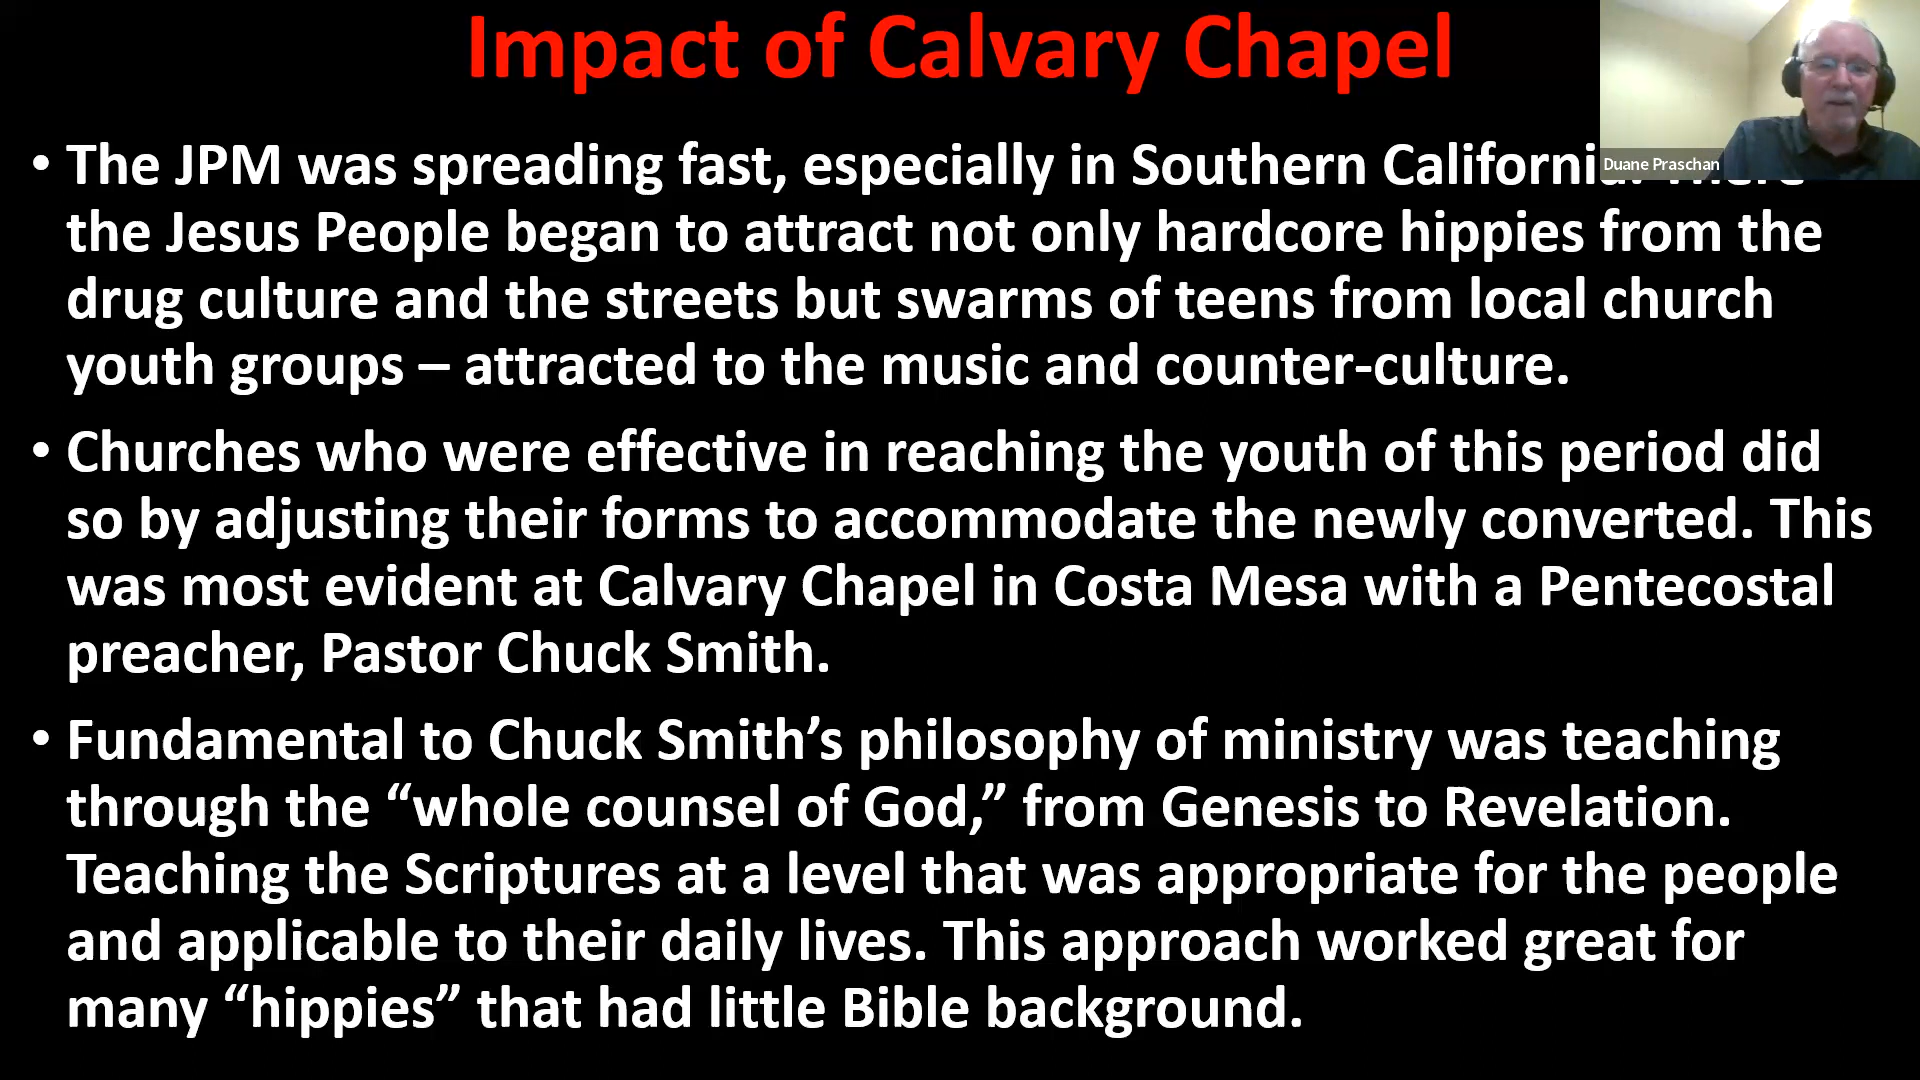 Impact of Calvary Chapel
Duane Praschan
• The JPM was spreading fast, especially in Southern California. There
the Jesus People began to attract not only hardcore hippies from the
drug culture and the streets but swarms of teens from local church
youth groups – attracted to the music and counter-culture.
• Churches who were effective in reaching the youth of this period did
so by adjusting their forms to accommodate the newly converted. This
was most evident at Calvary Chapel in Costa Mesa with a Pentecostal
preacher, Pastor Chuck Smith.
• Fundamental to Chuck Smith’s philosophy of ministry was teaching
through the “whole counsel of God,” from Genesis to Revelation.
Teaching the Scriptures at a level that was appropriate for the people
and applicable to their daily lives. This approach worked great for
many “hippies” that had little Bible background.